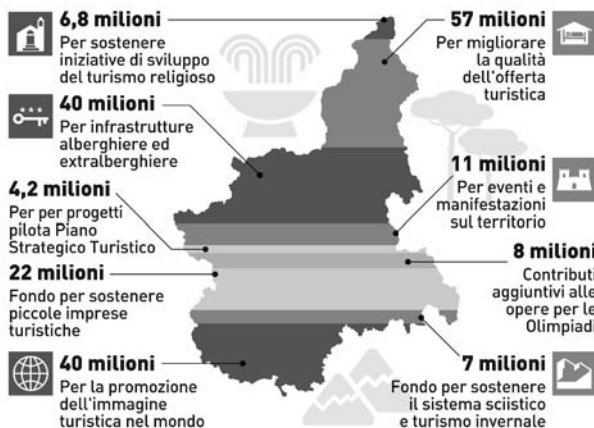 6,8 milioni
Per sostenere
iniziative di sviluppo
del turismo religioso
40 milioni
Per infrastrutture
alberghiere ed
extralberghiere
4,2 milioni
Per per progetti
pilota Piano
Strategico Turistico
22 milioni
Fondo per sostenere
piccole imprese
turistiche
40 milioni
Per la promozione
dell'immagine
turistica nel mondo
57 milioni
Per migliorare
la qualità
dell'offerta
turistica
11 milioni
Per eventi e
manifestazioni
sul territorio
8 milioni
Contributi
aggiuntivi alle
opere per le
Olimpiadi
7 milioni
Fondo per sostenere
il sistema sciistico
e turismo invernale